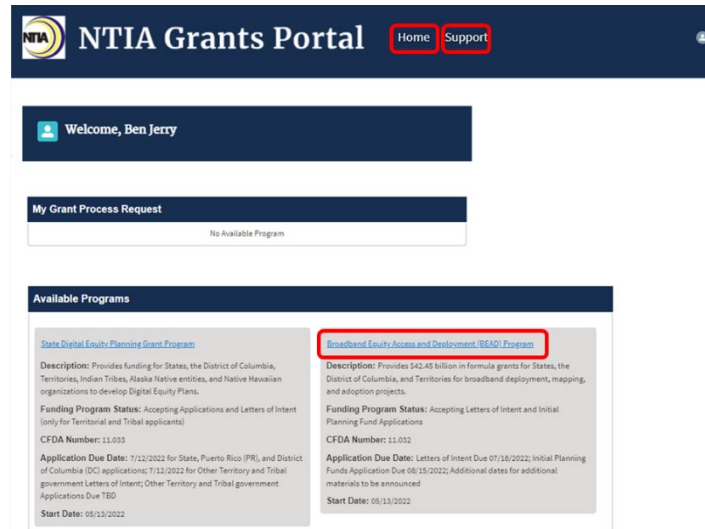 NTIA
NTIA Grants Portal
Home
Support
Welcome, Ben Jerry
My Grant Process Request
No Available Program
Available Programs
State Digital Equity Planning Grant Program
Description: Provides funding for States, the District of Columbia,
Territories, Indian Tribes, Alaska Native entities, and Native Hawaiian
organizations to develop Digital Equity Plans.
Funding Program Status: Accepting Applications and Letters of Intent
(only for Territorial and Tribal applicants)
CFDA Number: 11.033
Application Due Date: 7/12/2022 for State, Puerto Rico (PR), and District
of Columbia (DC) applications; 7/12/2022 for Other Territory and Tribal
government Letters of Intent; Other Territory and Tribal government
Applications Due TBD
Start Date: 05/13/2022
Broadband Equity Access and Deployment (BEAD) Program
Description: Provides $42.45 billion in formula grants for States, the
District of Columbia, and Territories for broadband deployment, mapping,
and adoption projects.
Funding Program Status: Accepting Letters of Intent and Initial
Planning Fund Applications
CFDA Number: 11.032
Application Due Date: Letters of Intent Due 07/18/2022; Initial Planning
Funds Application Due 08/15/2022; Additional dates for additional
materials to be announced
Start Date: 05/13/2022